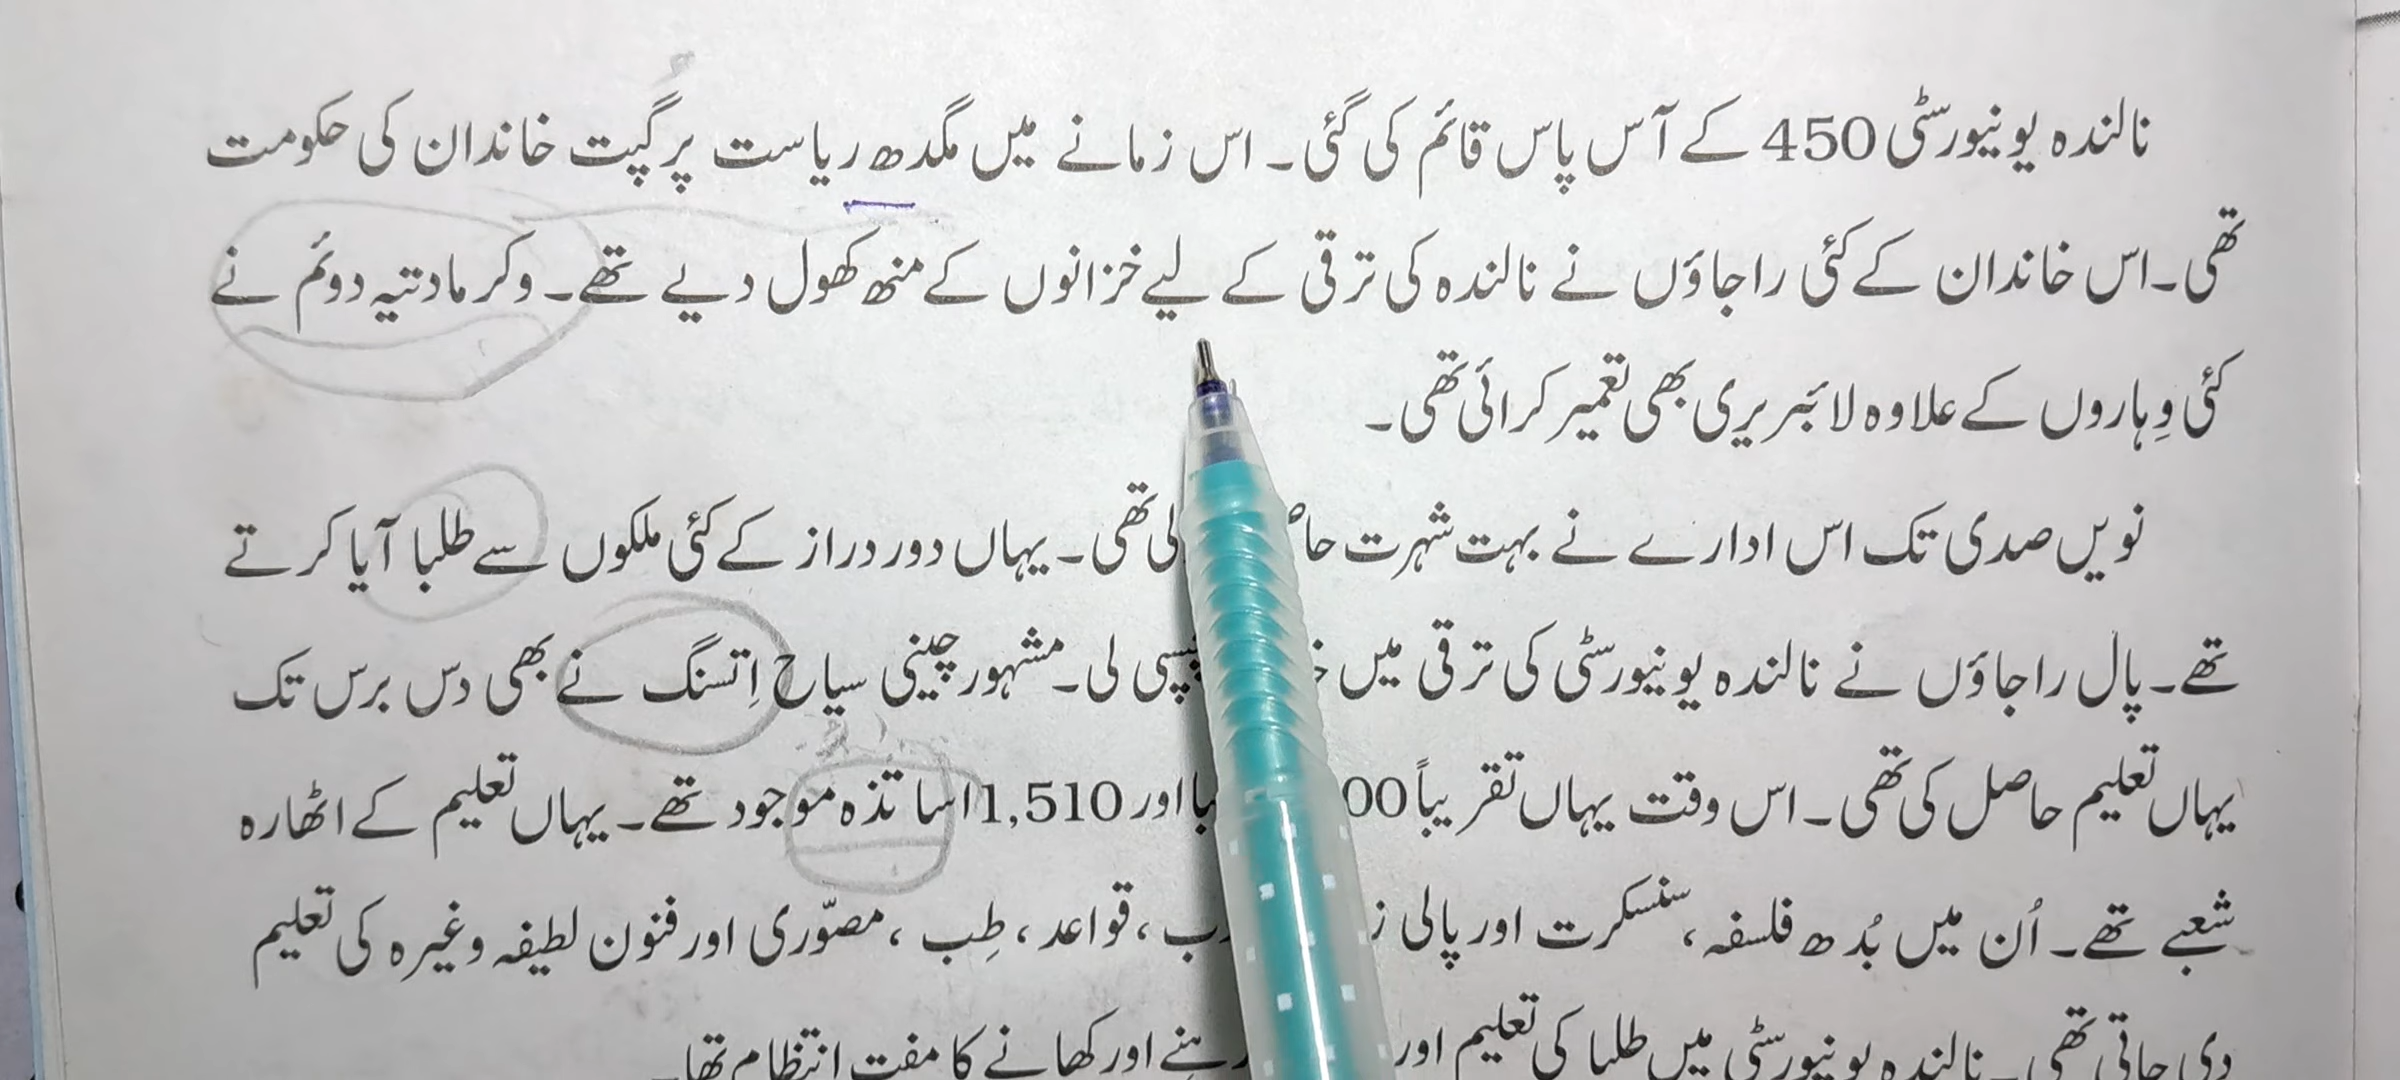 نالندہ یونیورسٹی 450 کے آس پاس قائم کی گئی۔ اس زمانے میں مگدھ ریاست پر گُپت خاندان کی حکومت
تھی۔ اس خاندان کے کئی راجاؤں نے نالندہ کی ترقی کے لیے خزانوں کے منھ کھول دیے تھے۔ وکرمادتیہ دوئم نے
کئی وِہاروں کے علاوہ لائبریری بھی تعمیر کرائی تھی۔
نویں صدی تک اس ادارے نے بہت شہرت لی تھی۔ یہاں دور دراز کے کئی ملکوں سے طلبا آیا کرتے
تھے۔ پال راجاؤں نے نالندہ یونیورسٹی کی ترقی میں لی۔ مشہور چینی سیاح اِتسنگ نے بھی دس برس تک
یہاں تعلیم حاصل کی تھی۔ اس وقت یہاں تقریباً اور 1,510 اساتذہ موجود تھے۔ یہاں تعلیم کے اٹھارہ
شعبے تھے۔ اُن میں بُدھ فلسفہ، سنسکرت اور پالی ، قواعد، طِب، مصوّری اور فنون لطیفہ وغیرہ کی تعلیم
دی جاتی تھی۔ نالندہ یونیورسٹی میں طلبا کی تعلیم اور اور کھانے کا مفت انتظام تھا۔